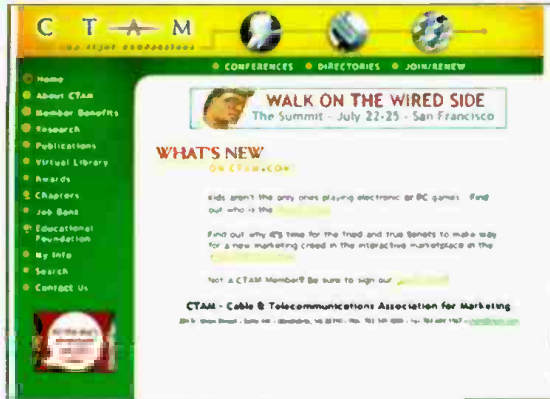 C T A M
CONFERENCES DIRECTORIES JOIN/RENEW
Home
About CTAM
Member Benefits
Research
Publications
Virtual Library
Awards
Chapters
Job Bank
Educational
Foundation
My Info
Search
Contact Us
WALK ON THE WIRED SIDE
The Summit - July 22-25 - San Francisco
WHAT'S NEW
ON CTAM.COM
Kids aren't the only ones playing electronic or PC games. Find
out who is the
Find out why it's time for the tried and true tenets to make way
for a new marketing creed in the interactive marketplace in the
Not a CTAM Member? Be sure to sign our
CTAM - Cable & Telecommunications Association for Marketing